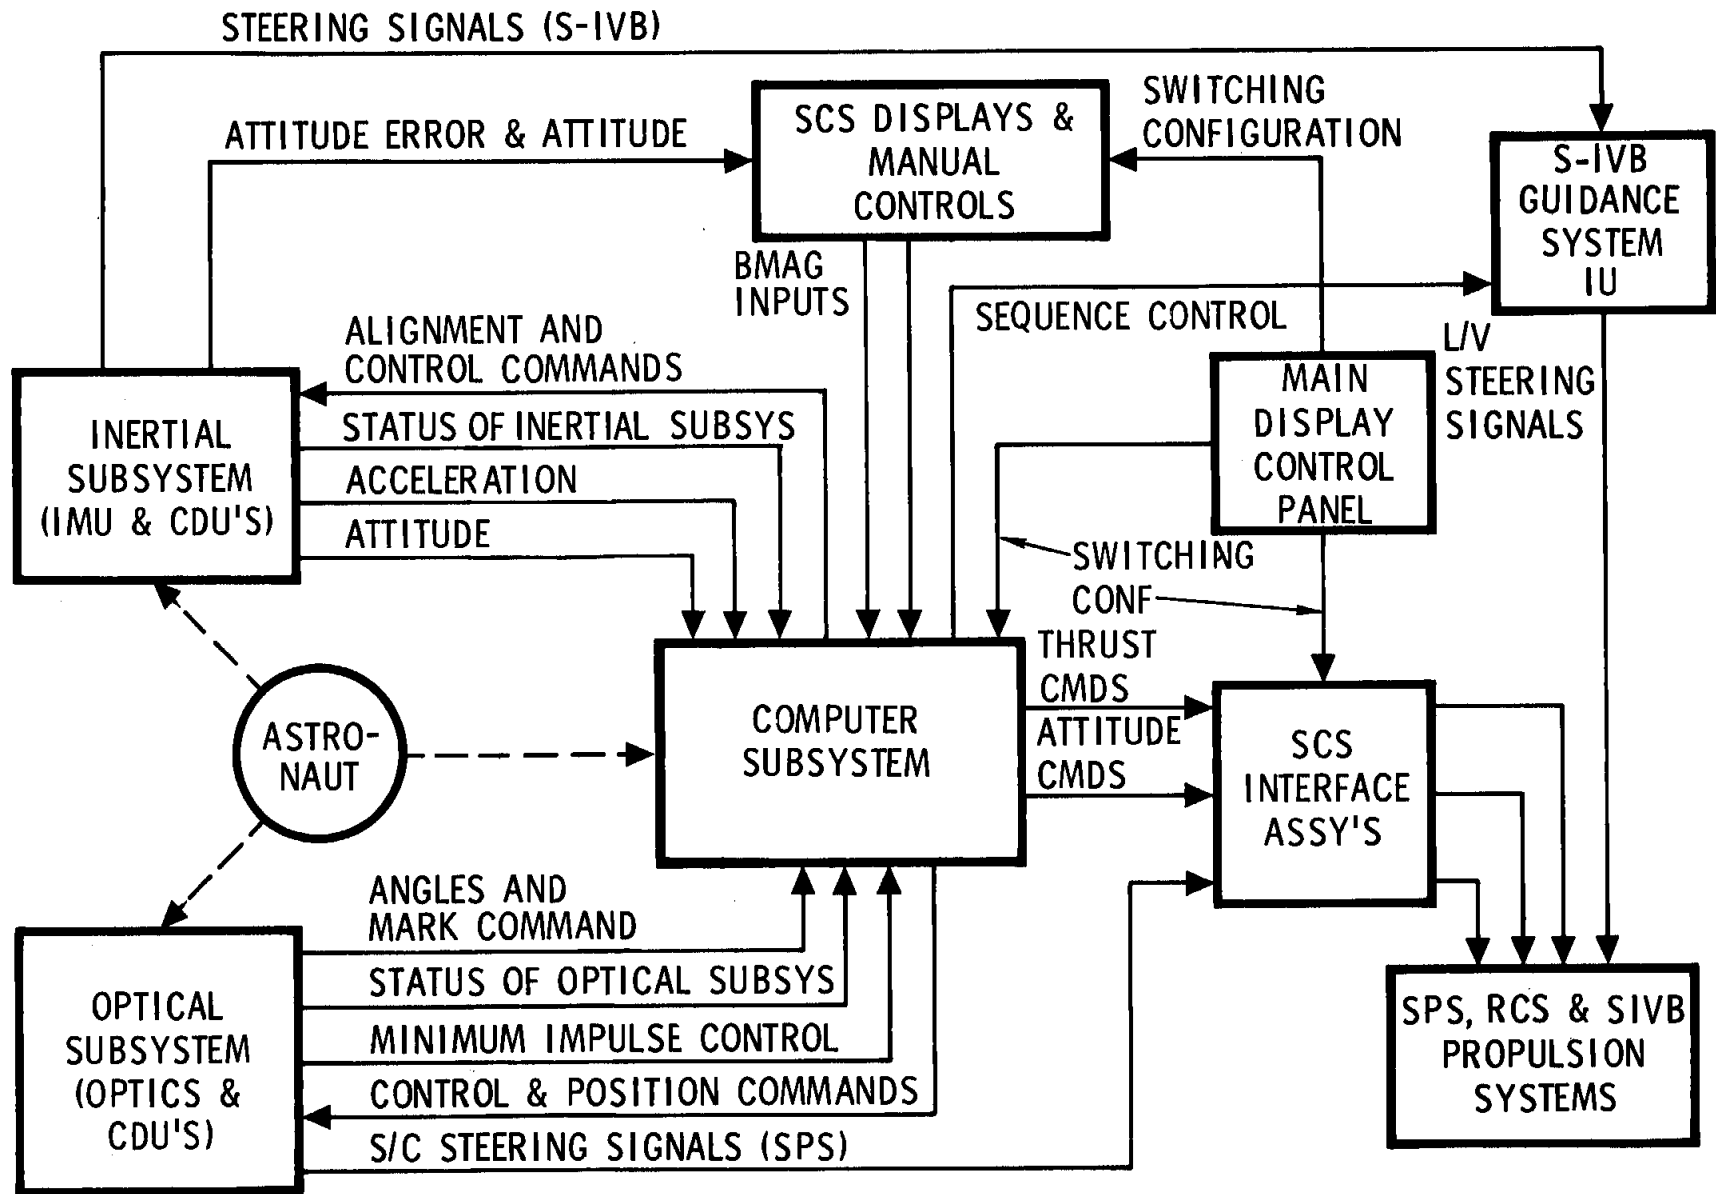 STEERING SIGNALS (S-IVB)
ATTITUDE ERROR & ATTITUDE
SCS DISPLAYS &
MANUAL
CONTROLS
SWITCHING
CONFIGURATION
S-IVB
GUIDANCE
SYSTEM
IU
BMAG
INPUTS
SEQUENCE CONTROL
ALIGNMENT AND
CONTROL COMMANDS
STATUS OF INERTIAL SUBSYS
ACCELERATION
ATTITUDE
INERTIAL
SUBSYSTEM
(IMU & CDU'S)
MAIN
DISPLAY
CONTROL
PANEL
L/V
STEERING
SIGNALS
SWITCHING
CONF
THRUST
CMDS
ATTITUDE
CMDS
ASTRO-
NAUT
COMPUTER
SUBSYSTEM
SCS
INTERFACE
ASSY'S
ANGLES AND
MARK COMMAND
STATUS OF OPTICAL SUBSYS
MINIMUM IMPULSE CONTROL
CONTROL & POSITION COMMANDS
S/C STEERING SIGNALS (SPS)
OPTICAL
SUBSYSTEM
(OPTICS &
CDU'S)
SPS, RCS & SIVB
PROPULSION
SYSTEMS